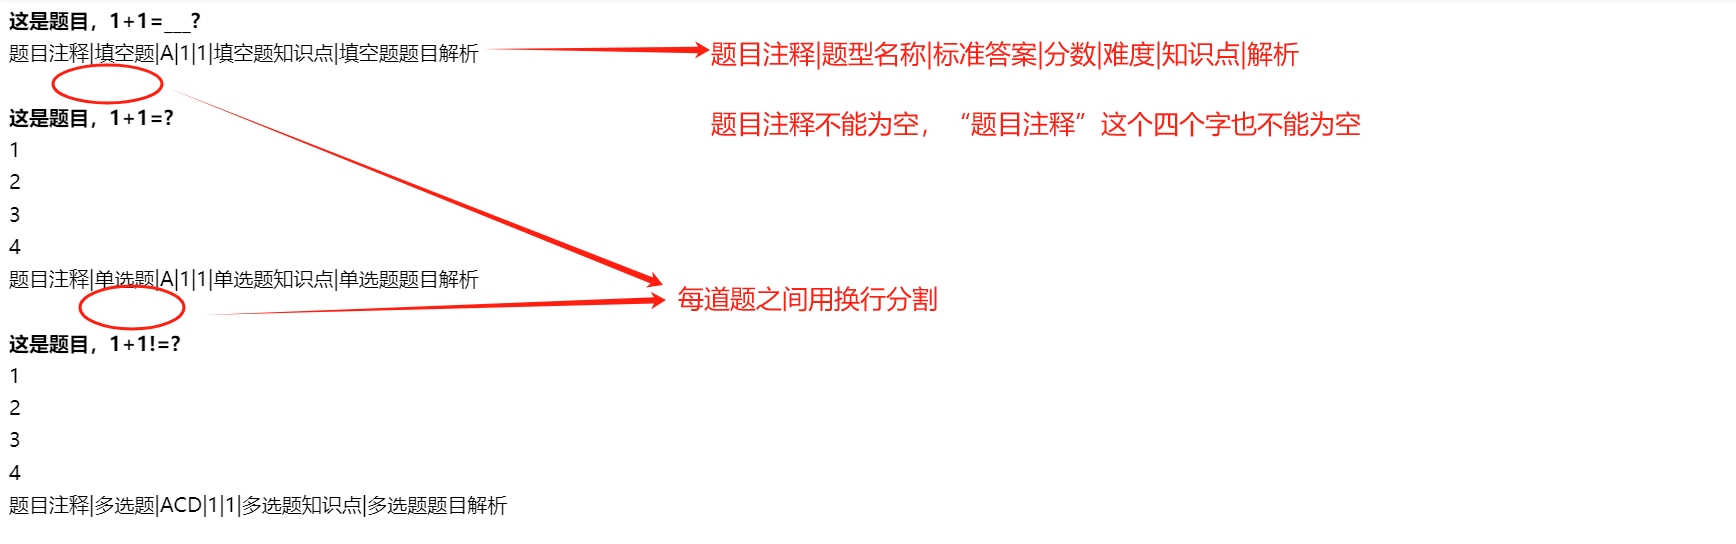 这是题目，1+1=___?
题目注释|填空题|A|1|1|填空题知识点|填空题题目解析
题目注释|题型名称|标准答案|分数|难度|知识点|解析
这是题目，1+1=?
题目注释不能为空，“题目注释”这个四个字也不能为空
1
2
3
4
题目注释|单选题|A|1|1|单选题知识点|单选题题目解析
每道题之间用换行分割
这是题目，1+1!=?
1
2
3
4
题目注释|多选题|ACD|1|1|多选题知识点|多选题题目解析